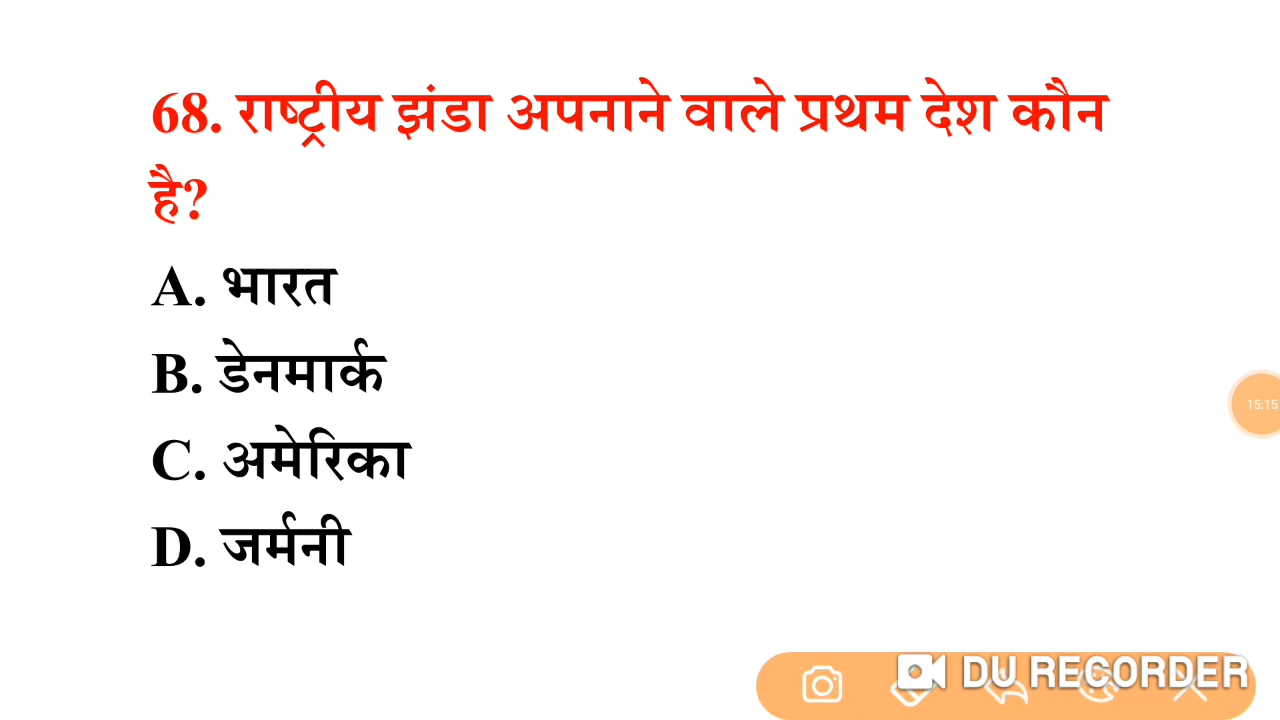 68. राष्ट्रीय झंडा अपनाने वाले प्रथम देश कौन
है?
A. भारत
B. डेनमार्क
C. अमेरिका
D. जर्मनी
15:15
DU RECORDER